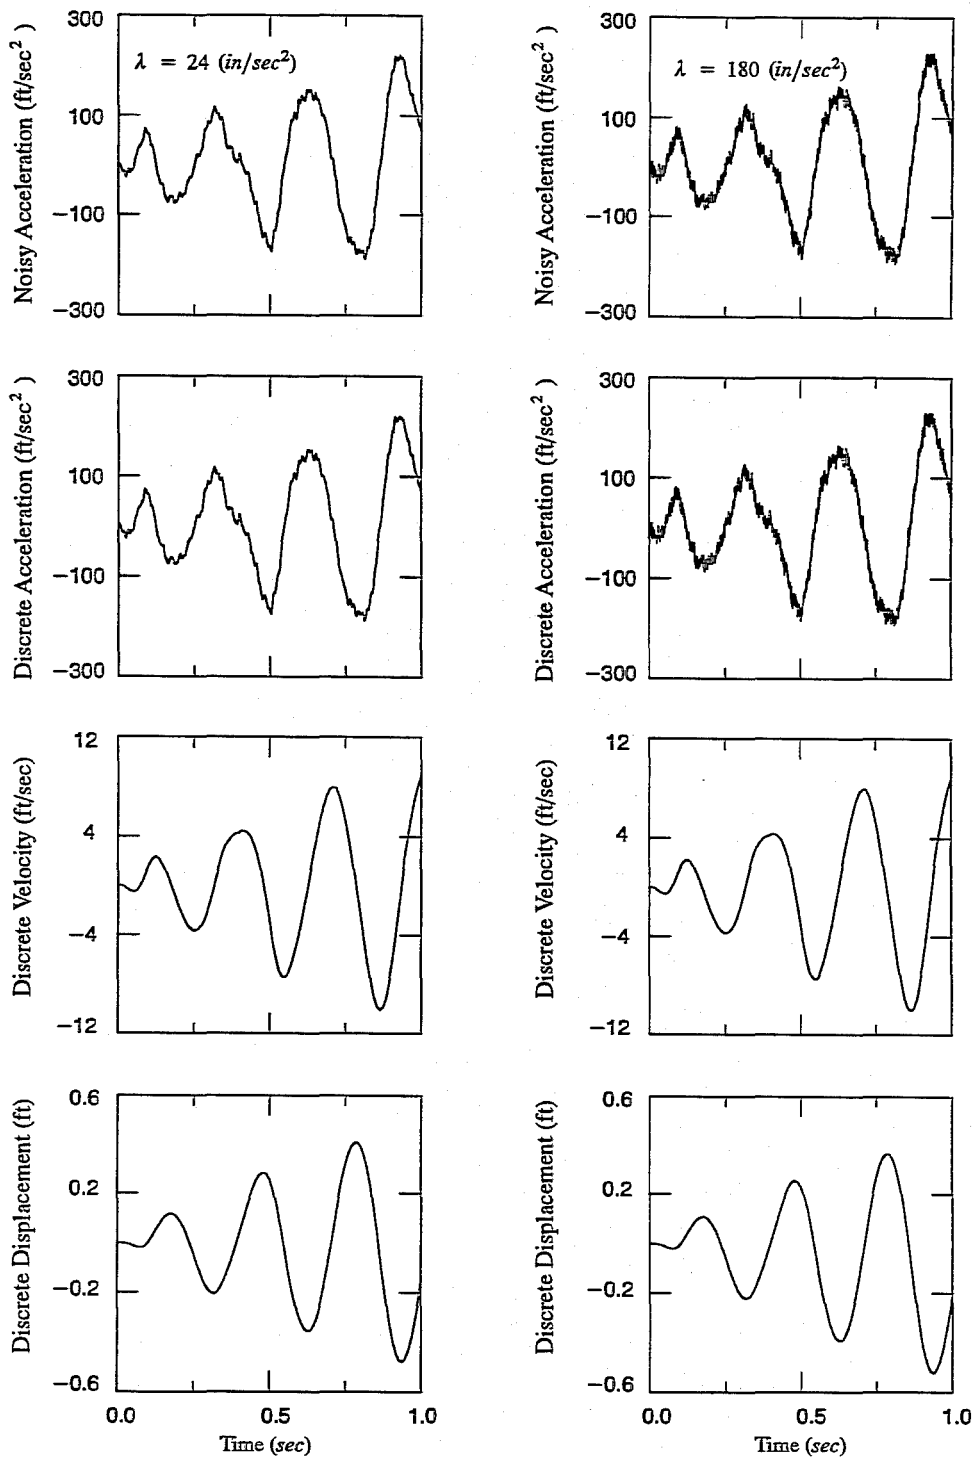 Noisy Acceleration (ft/sec²)
300
100
−100
−300
λ = 24 (in/sec²)
Noisy Acceleration (ft/sec²)
300
100
−100
−300
λ = 180 (in/sec²)
Discrete Acceleration (ft/sec² )
300
100
−100
−300
Discrete Acceleration (ft/sec² )
300
100
−100
−300
Discrete Velocity (ft/sec)
12
4
−4
−12
Discrete Velocity (ft/sec)
12
4
−4
−12
Discrete Displacement (ft)
0.6
0.2
−0.2
−0.6
0.0 0.5 1.0
Time (sec)
Discrete Displacement (ft)
0.6
0.2
−0.2
−0.6
0.0 0.5 1.0
Time (sec)